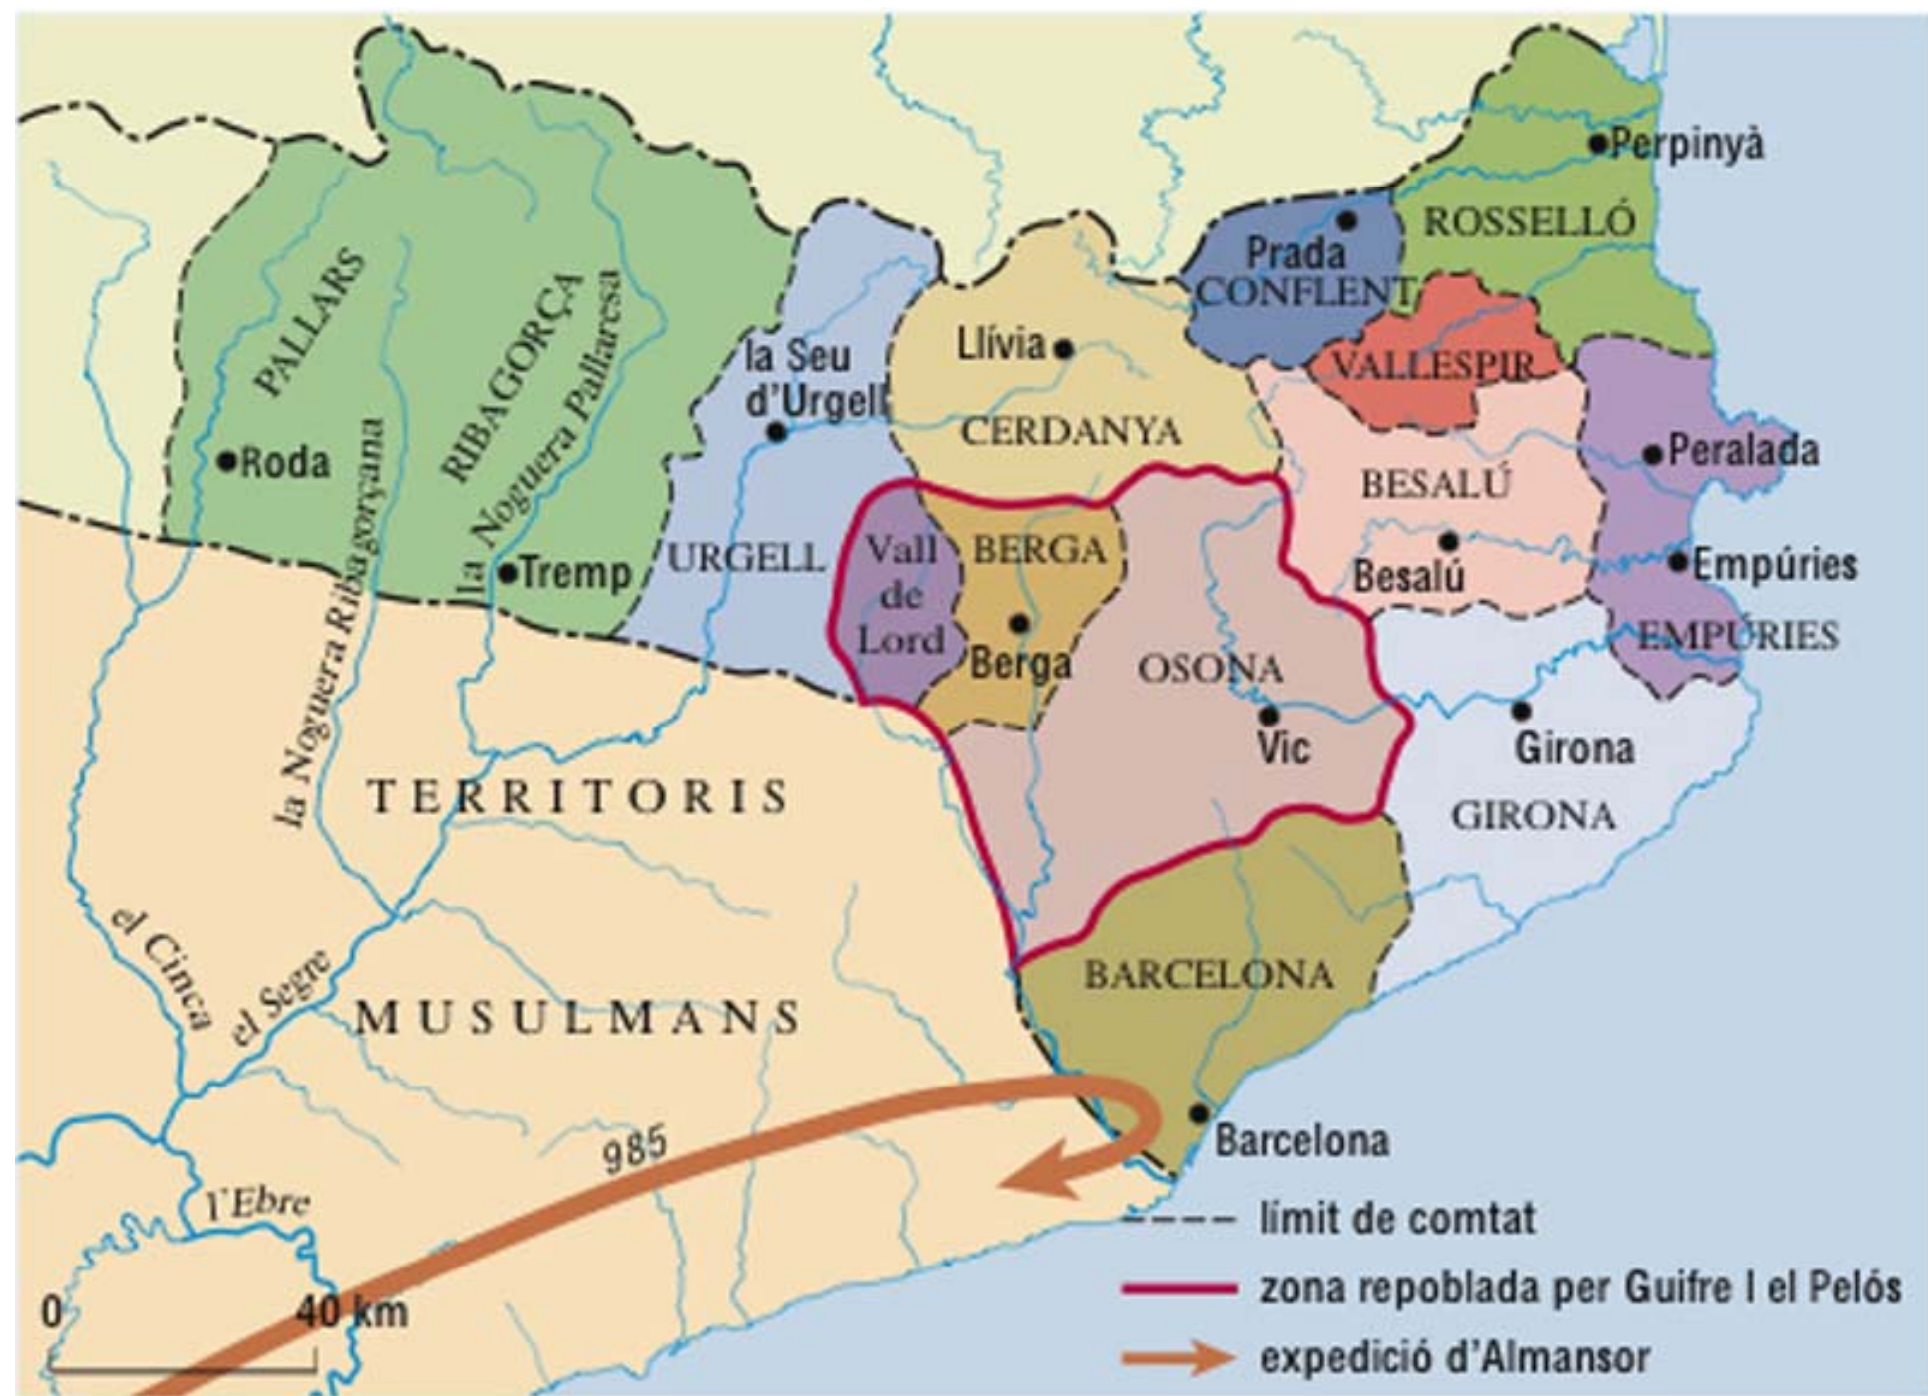 Perpinyà
ROSSELLÓ
Prada
CONFLENT
PALLARS
RIBAGORÇA
la Noguera Pallaresa
la Seu
d'Urgell
Llívia
VALLESPIR
CERDANYA
Roda
Peralada
BESALÚ
la Noguera Ribagorçana
Tremp
URGELL
Vall
de
Lord
BERGA
Besalú
Empúries
EMPÚRIES
Berga
OSONA
Vic
Girona
GIRONA
TERRITORIS
MUSULMANS
el Cinca
el Segre
BARCELONA
985
Barcelona
l'Ebre
0 40 km
límit de comtat
zona repoblada per Guifre I el Pelós
expedició d'Almansor